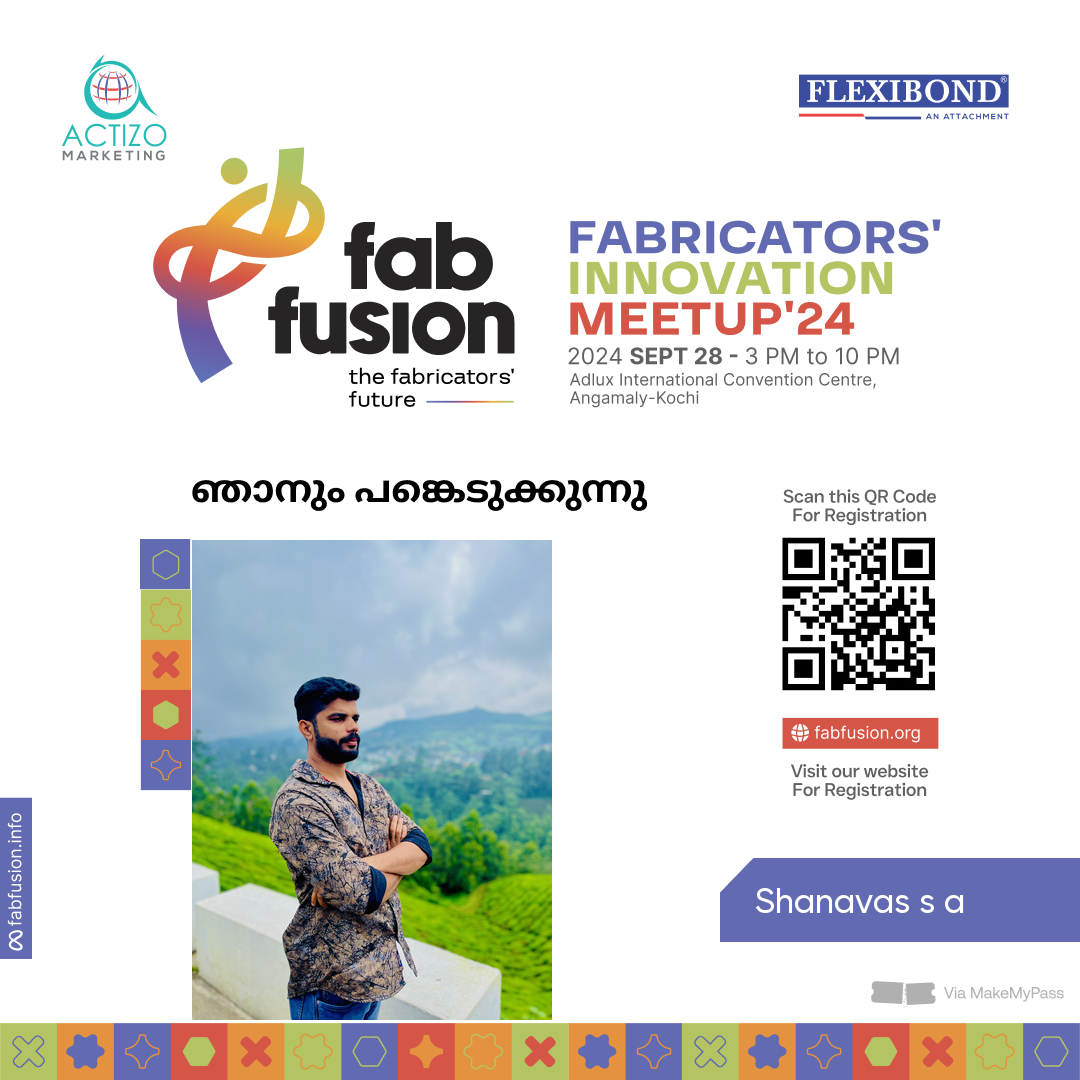 ACTIZO
MARKETING
FLEXIBOND®
AN ATTACHMENT
fab
fusion
the fabricators'
future
FABRICATORS'
INNOVATION
MEETUP'24
2024 SEPT 28 - 3 PM to 10 PM
Adlux International Convention Centre,
Angamaly-Kochi
ഞാനും പങ്കെടുക്കുന്നു
Scan this QR Code
For Registration
fabfusion.org
Visit our website
For Registration
fabfusion.info
Shanavas s a
Via MakeMyPass